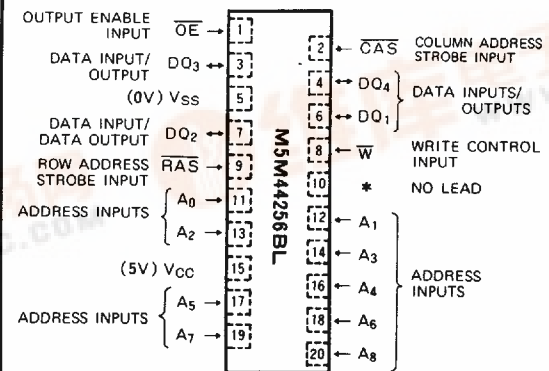 OUTPUT ENABLE INPUT OE → 1
2 ← CAS COLUMN ADDRESS STROBE INPUT
DATA INPUT/ OUTPUT DQ3 ↔ 3
4 ↔ DQ4
DATA INPUTS/ OUTPUTS
(0V) VSS 5
6 ↔ DQ1
DATA INPUT/ DATA OUTPUT DQ2 ↔ 7
8 ← W WRITE CONTROL INPUT
ROW ADDRESS STROBE INPUT RAS → 9
10 * NO LEAD
M5M44256BL
ADDRESS INPUTS
A0 → 11
12 ← A1
A2 → 13
14 ← A3
(5V) VCC 15
16 ← A4
ADDRESS INPUTS
ADDRESS INPUTS
A5 → 17
18 ← A6
A7 → 19
20 ← A8